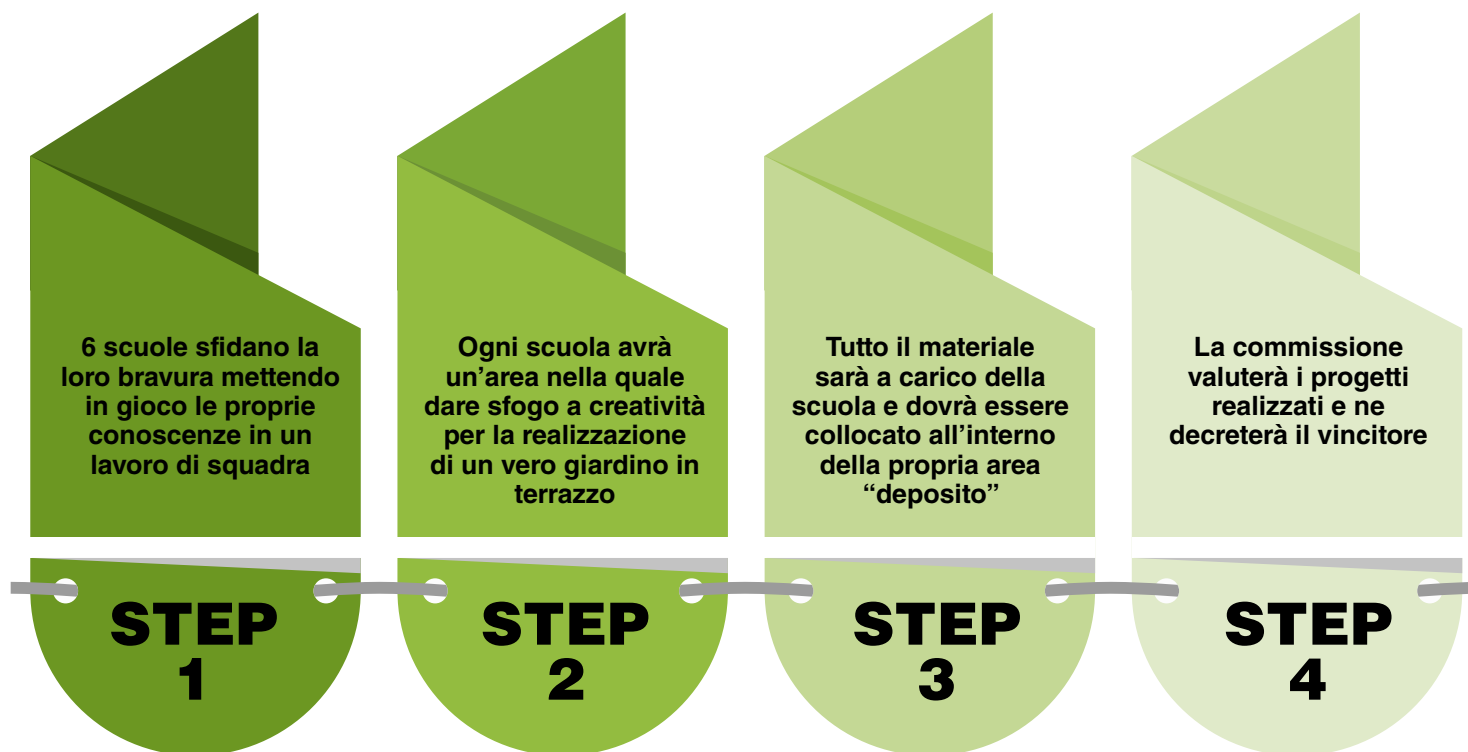 6 scuole sfidano la
loro bravura mettendo
in gioco le proprie
conoscenze in un
lavoro di squadra
STEP
1
Ogni scuola avrà
un’area nella quale
dare sfogo a creatività
per la realizzazione
di un vero giardino in
terrazzo
STEP
2
Tutto il materiale
sarà a carico della
scuola e dovrà essere
collocato all’interno
della propria area
“deposito”
STEP
3
La commissione
valuterà i progetti
realizzati e ne
decreterà il vincitore
STEP
4